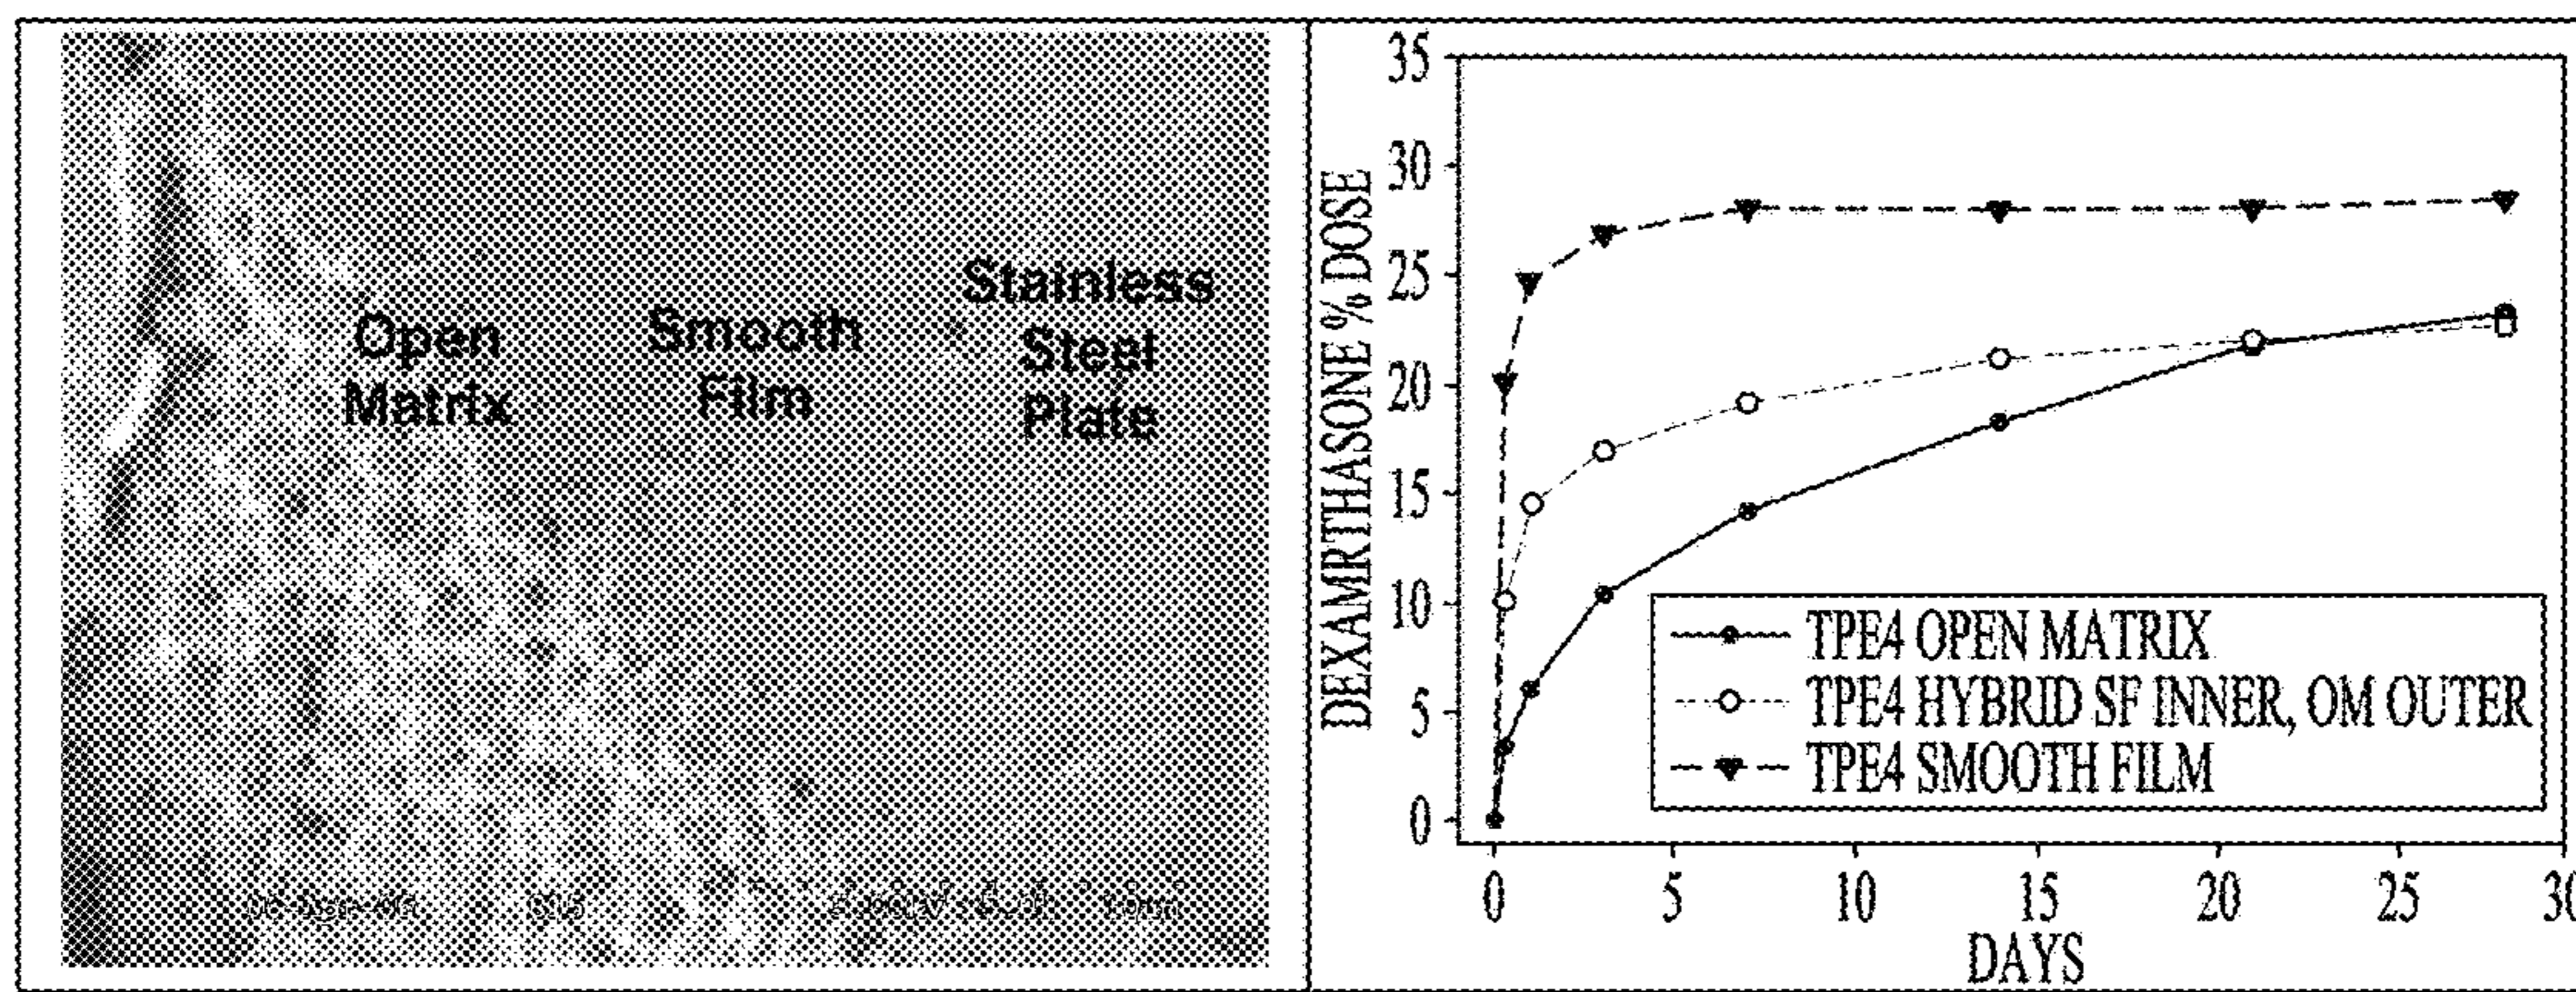 Open
Matrix
Smooth
Film
Stainless
Steel
Plate
DEXAMRTHASONE % DOSE
35
30
25
20
15
10
5
0
TPE4 OPEN MATRIX
TPE4 HYBRID SF INNER, OM OUTER
TPE4 SMOOTH FILM
0 5 10 15 20 25 30
DAYS